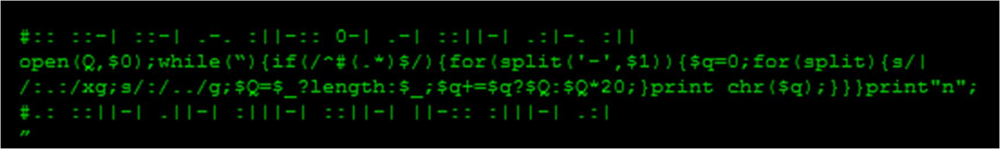 #:: ::-| ::-| .-. :||-:: 0-| .-| ::||-| .:|-. :||
open(Q,$0);while(“){if(/^#(.*)$/){for(split('-',$1)){$q=0;for(split){s/|
/:.:/xg;s/:/../g;$Q=$_?length:$_;$q+=$q?$Q:$Q*20;}print chr($q);}}}print"n";
#.: ::||-| .||-| :|||-| ::||-| ||-:: :|||-| .:|
”